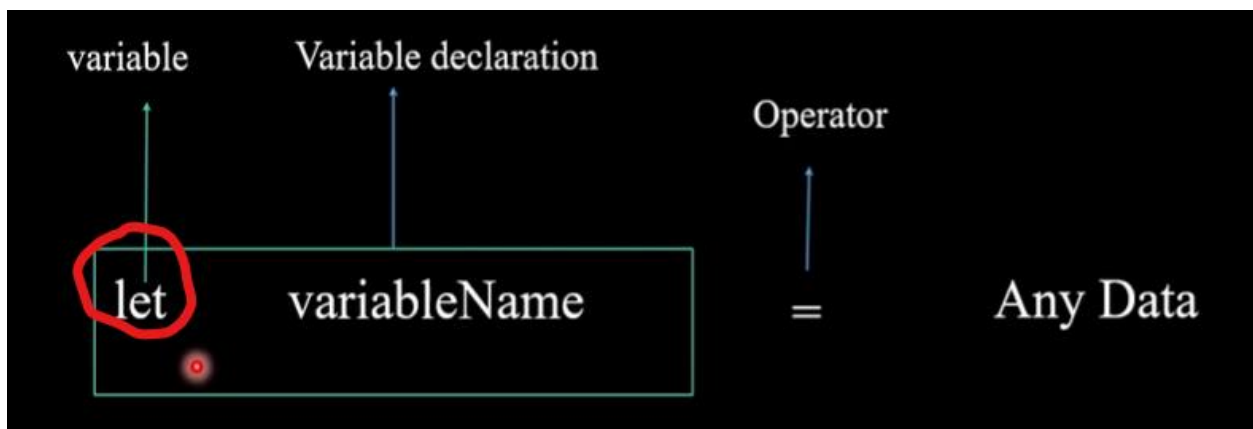 variable
Variable declaration
Operator
let variableName = Any Data